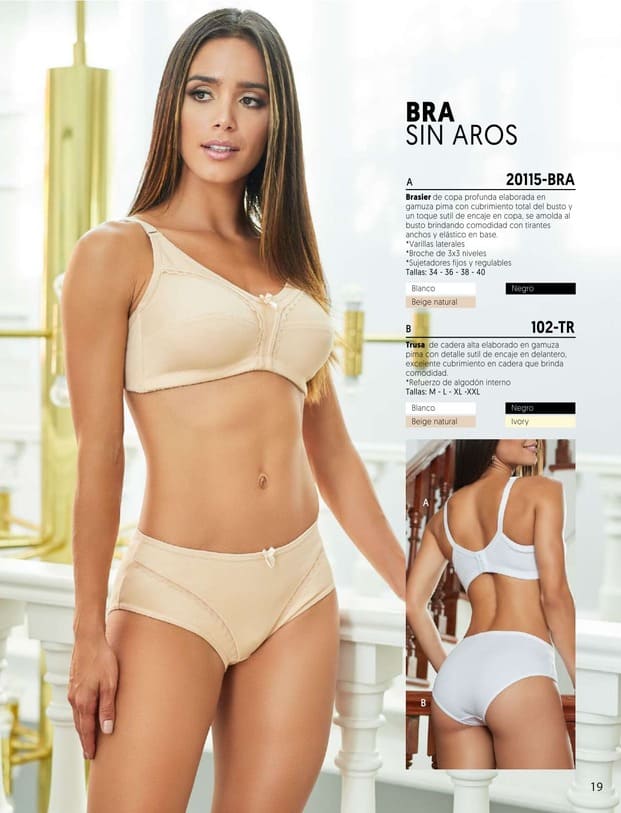 BRA
SIN AROS
A 20115-BRA
Brasier de copa profunda elaborada en
gamuza pima con cubrimiento total del busto y
un toque sutil de encaje en copa, se amolda al
busto brindando comodidad con tirantes
anchos y elástico en base.
*Varillas laterales
*Broche de 3x3 niveles
*Sujetadores fijos y regulables
Tallas: 34 - 36 - 38 - 40
Blanco Negro
Beige natural
B 102-TR
Trusa de cadera alta elaborado en gamuza
pima con detalle sutil de encaje en delantero,
excelente cubrimiento en cadera que brinda
comodidad.
*Refuerzo de algodón interno
Tallas: M - L - XL -XXL
Blanco Negro
Beige natural Ivory
A
B
19